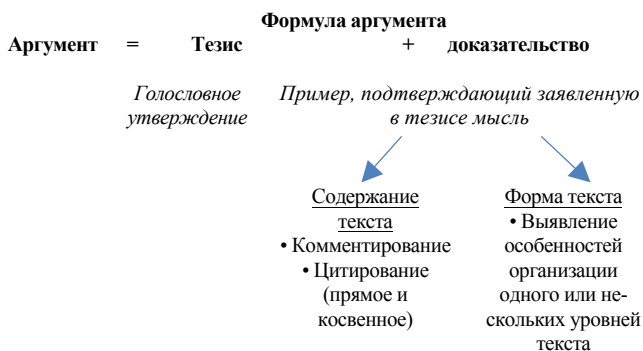 Формула аргумента
Аргумент = Тезис + доказательство
Голословное
утверждение
Пример, подтверждающий заявленную
в тезисе мысль
Содержание
текста
• Комментирование
• Цитирование
(прямое и
косвенное)
Форма текста
• Выявление
особенностей
организации
одного или не-
скольких уровней
текста